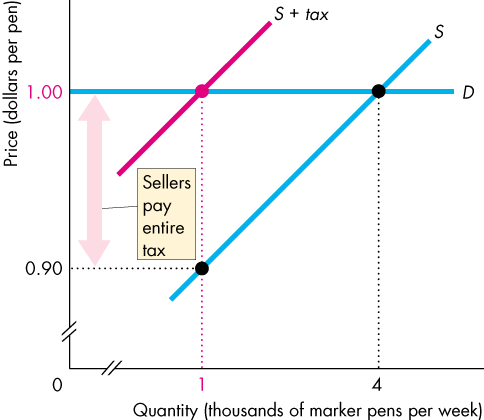 Price (dollars per pen)
S + tax
S
1.00
D
Sellers
pay
entire
tax
0.90
0
1
4
Quantity (thousands of marker pens per week)